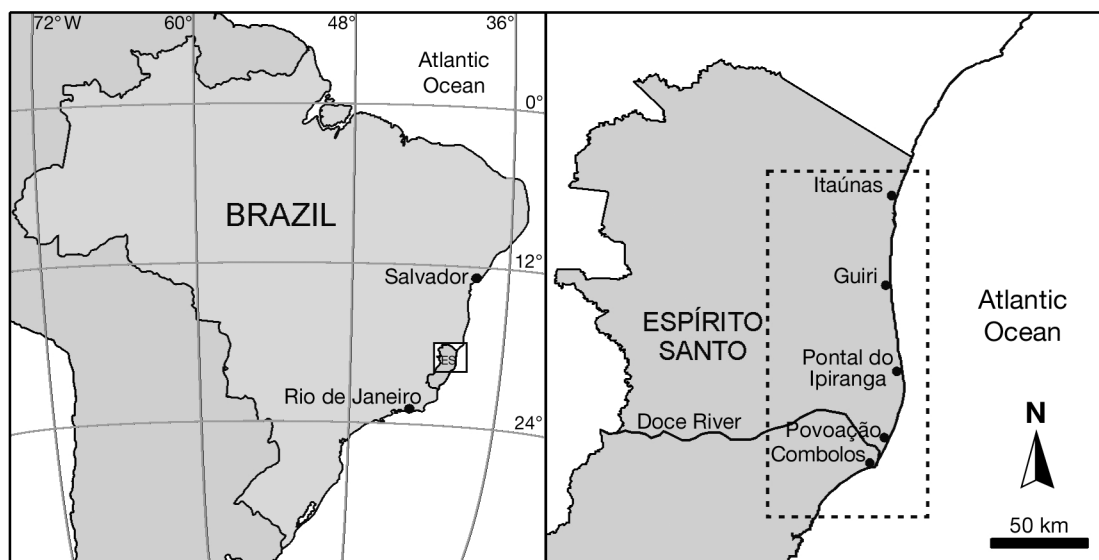 72° W
60°
48°
36°
Atlantic
Ocean
0°
BRAZIL
12°
Salvador
ES
Rio de Janeiro
24°
Itaúnas
Guiri
Atlantic
Ocean
ESPÍRITO
SANTO
Pontal do
Ipiranga
Doce River
Povoação
Combolos
N
50 km